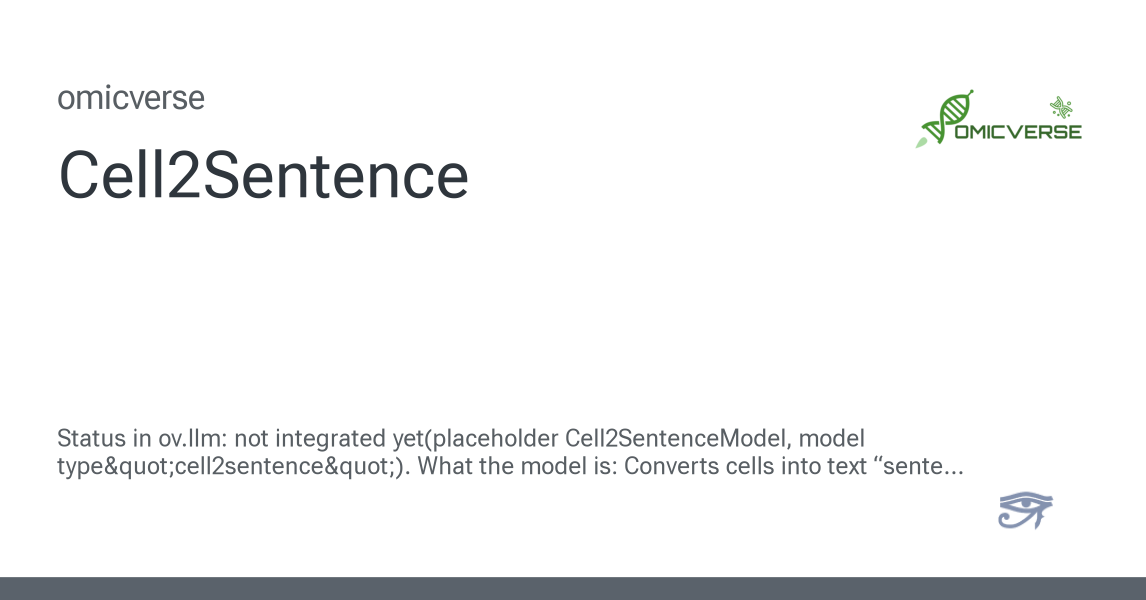 omicverse
OMICVERSE
Cell2Sentence
Status in ov.llm: not integrated yet(placeholder Cell2SentenceModel, model
type&quot;cell2sentence&quot;). What the model is: Converts cells into text “sente...